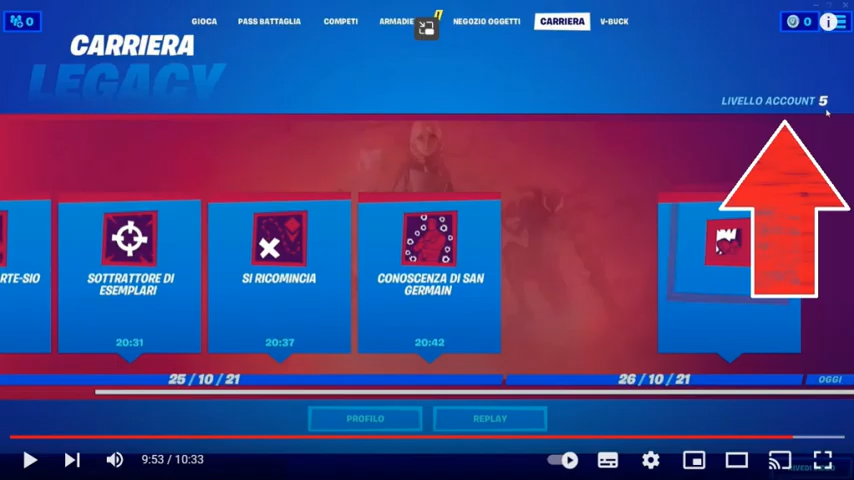 0
GIOCA
PASS BATTAGLIA
COMPETI
ARMADIE
NEGOZIO OGGETTI
CARRIERA
V-BUCK
0
i
CARRIERA
LEGACY
LIVELLO ACCOUNT 5
RTE-SIO
SOTTRATTORE DI
ESEMPLARI
20:31
SI RICOMINCIA
20:37
CONOSCENZA DI SAN
GERMAIN
20:42
25/10/21
26/10/21
OGGI
PROFILO
REPLAY
9:53 / 10:33